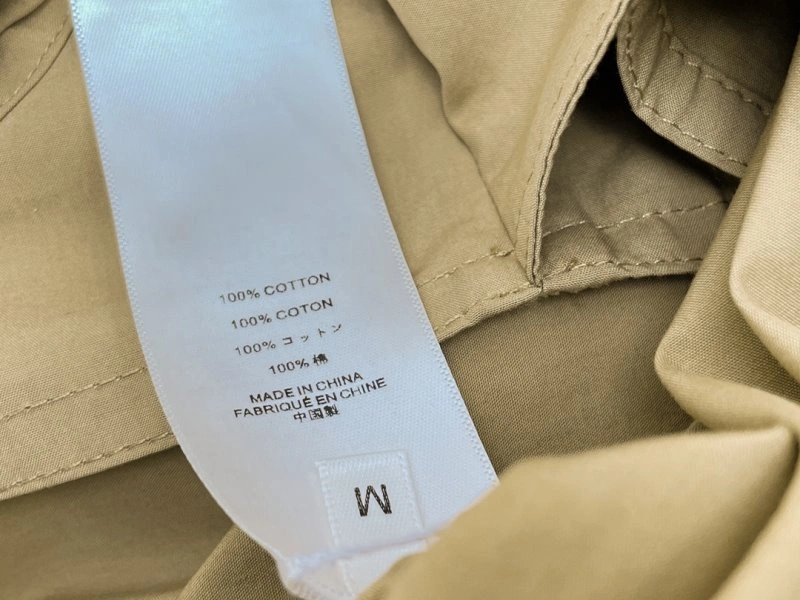 100% COTTON
100% COTON
100% コットン
100% 棉
MADE IN CHINA
FABRIQUÉ EN CHINE
中国製
M